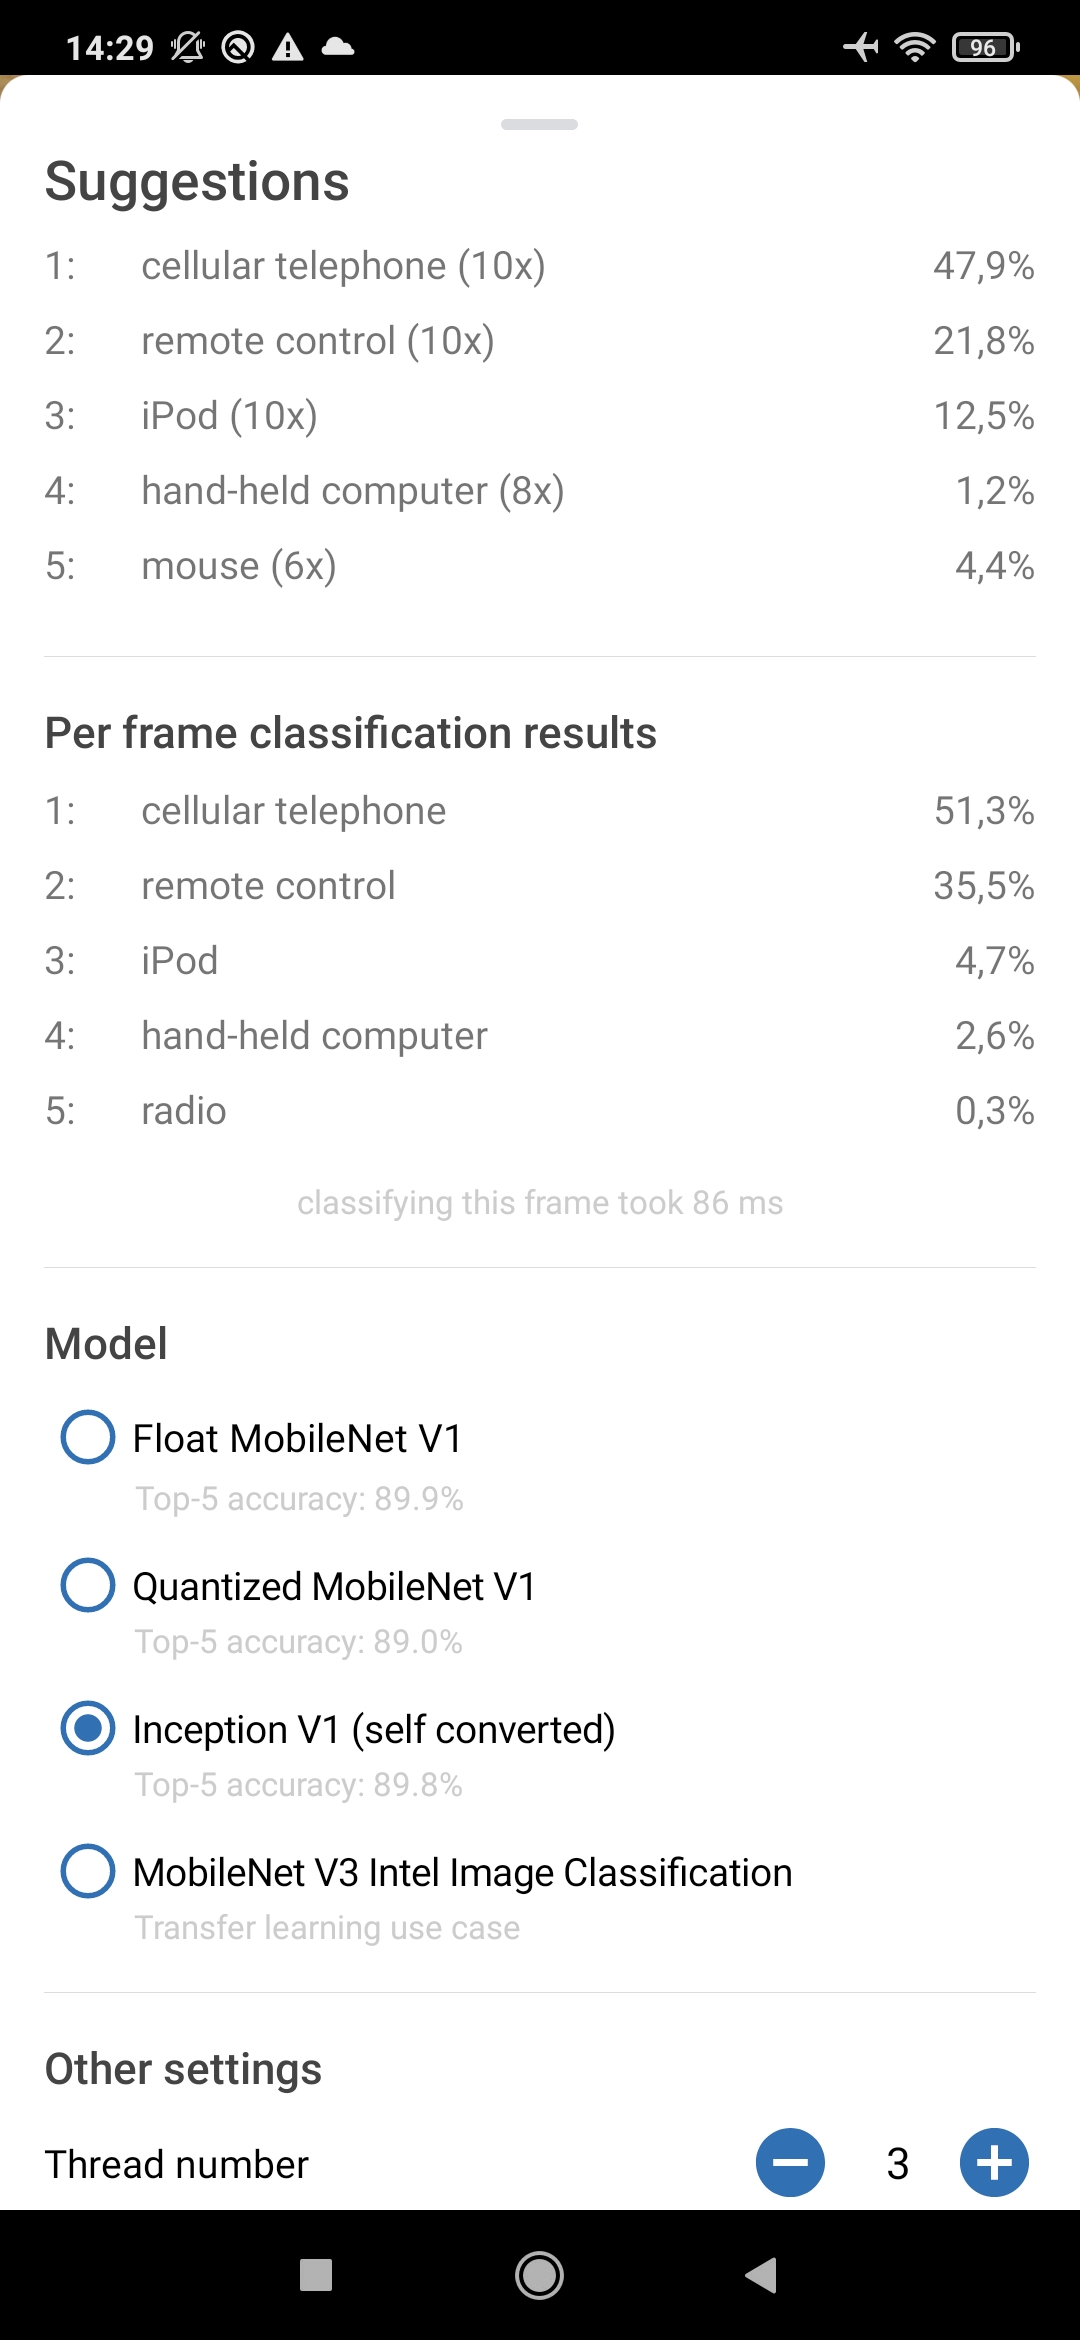 14:29
96
Suggestions
1: cellular telephone (10x) 47,9%
2: remote control (10x) 21,8%
3: iPod (10x) 12,5%
4: hand-held computer (8x) 1,2%
5: mouse (6x) 4,4%
Per frame classification results
1: cellular telephone 51,3%
2: remote control 35,5%
3: iPod 4,7%
4: hand-held computer 2,6%
5: radio 0,3%
classifying this frame took 86 ms
Model
Float MobileNet V1
Top-5 accuracy: 89.9%
Quantized MobileNet V1
Top-5 accuracy: 89.0%
Inception V1 (self converted)
Top-5 accuracy: 89.8%
MobileNet V3 Intel Image Classification
Transfer learning use case
Other settings
Thread number 3